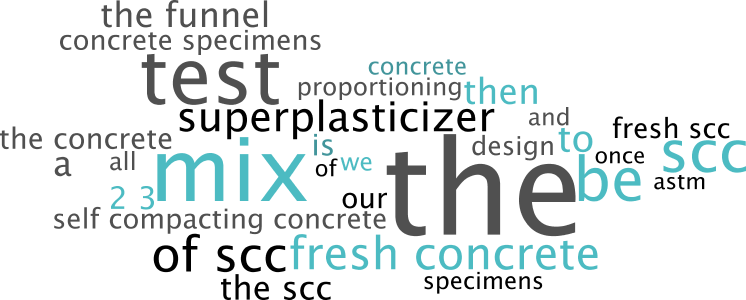 the funnel
concrete specimens
test
concrete
proportioning
then
superplasticizer
and
fresh scc
the concrete
a
all
mix
is
of
we
the
design
to
once
scc
be
astm
2 3
our
self compacting concrete
of scc
fresh concrete
the scc
specimens